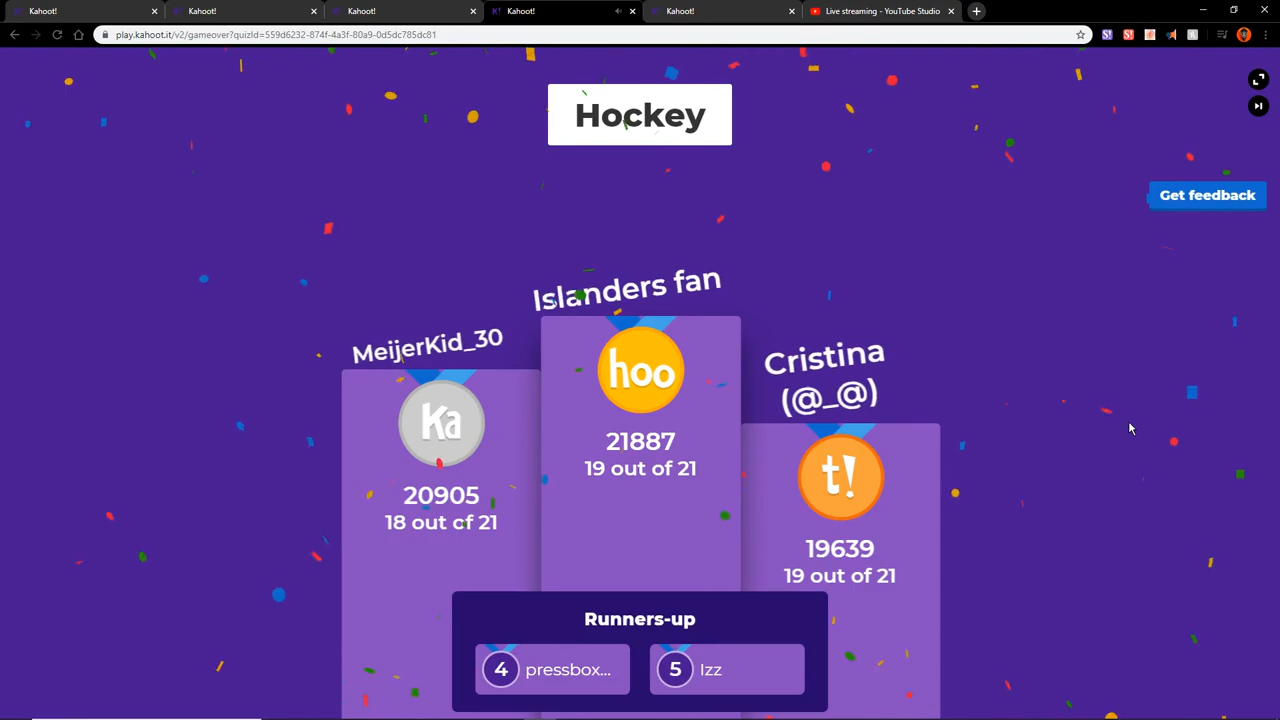 Kahoot!
Kahoot!
Kahoot!
K! Kahoot!
Kahoot!
Live streaming - YouTube Studio
play.kahoot.it/v2/gameover?quizId=559d6232-874f-4a3f-80a9-0d5dc785dc81
Hockey
Get feedback
Islanders fan
MeijerKid_30
Cristina
(@_@)
hoo
Ka
t!
21887
19 out of 21
20905
18 out of 21
19639
19 out of 21
Runners-up
4 pressbox...
5 Izz